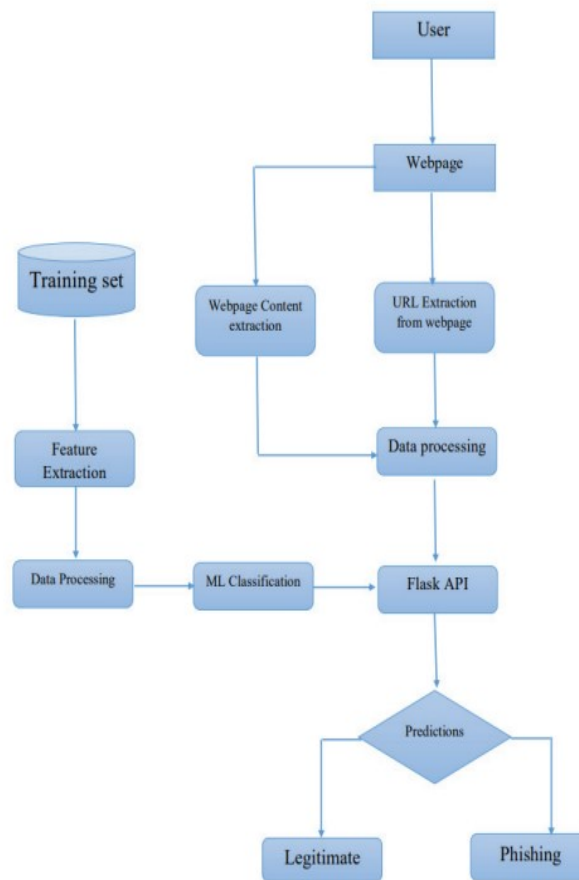 User
Webpage
Training set
Webpage Content
extraction
URL Extraction
from webpage
Feature
Extraction
Data processing
Data Processing
ML Classification
Flask API
Predictions
Legitimate
Phishing